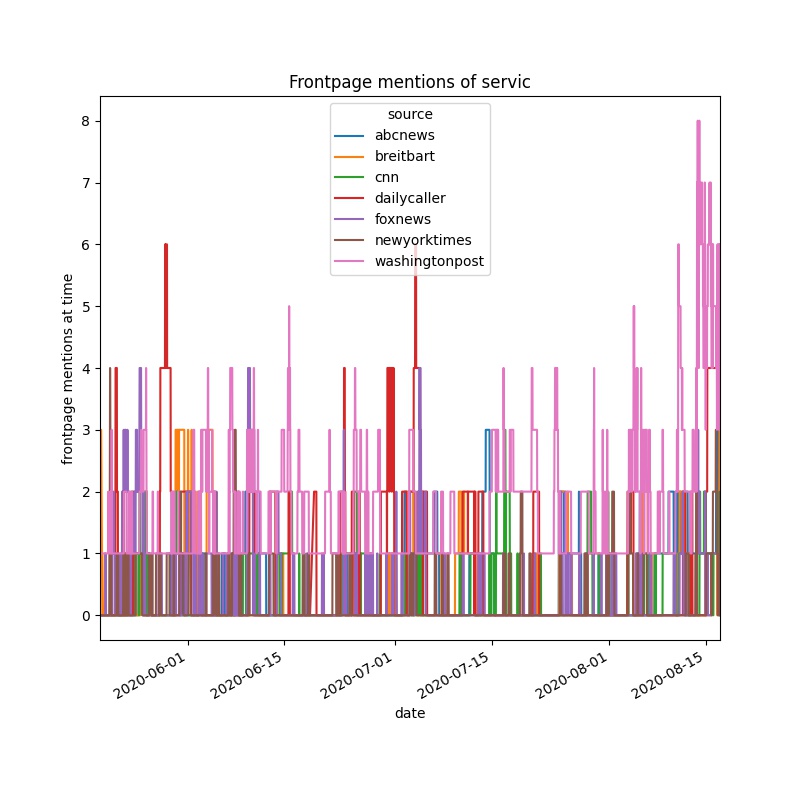 Frontpage mentions of servic
source
abcnews
breitbart
cnn
dailycaller
foxnews
newyorktimes
washingtonpost
frontpage mentions at time
8
7
6
5
4
3
2
1
0
2020-06-01
2020-06-15
2020-07-01
2020-07-15
2020-08-01
2020-08-15
date